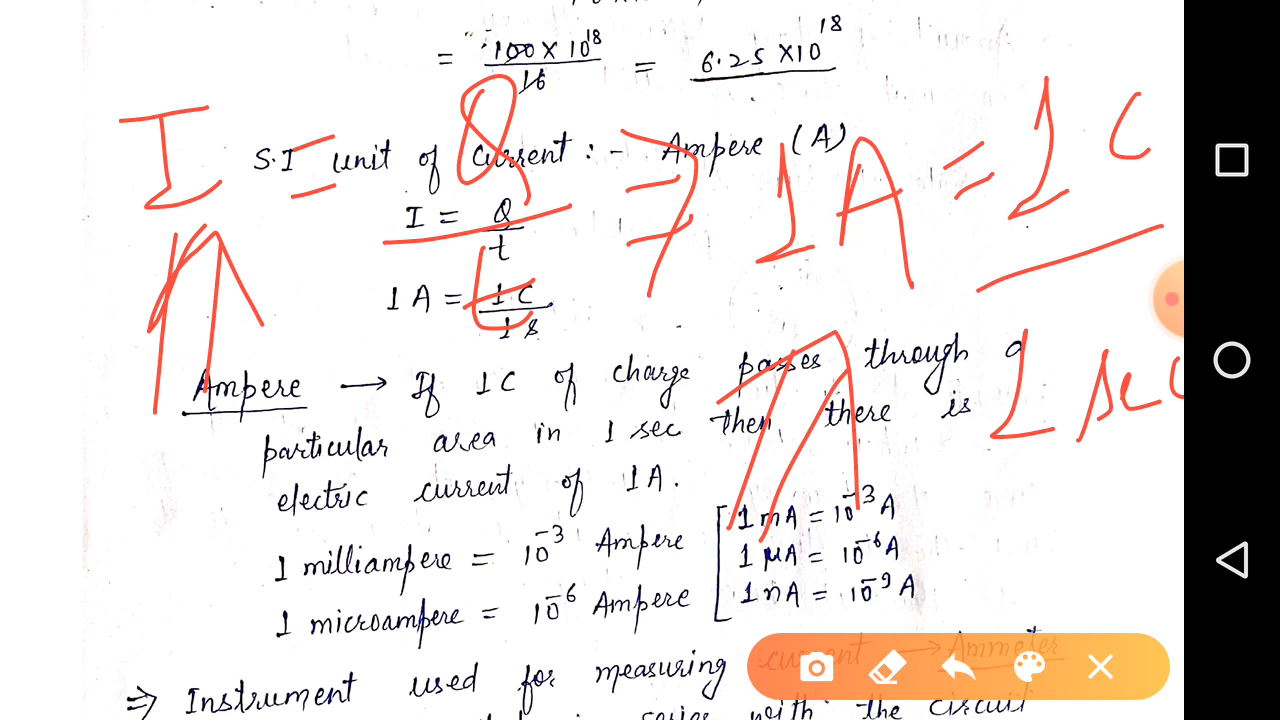 = 100 × 10^18 / 16 = 6.25 × 10^18
S.I unit of Current : - Ampere (A)
I = Q / t
1 A = 1 C / 1 s
I = Q / t ⇒ 1 A = 1 C / 1 sec
Ampere → If 1C of charge passes through a
particular area in 1 sec then there is
electric current of 1A.
1 milliampere = 10^-3 Ampere [ 1 mA = 10^-3 A
1 μA = 10^-6 A
1 microampere = 10^-6 Ampere 1 nA = 10^-9 A
⇒ Instrument used for measuring current → Ammeter
series with the circuit